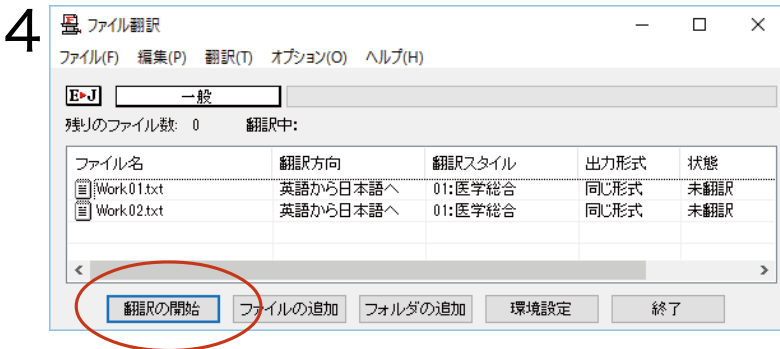 4
ファイル翻訳
ファイル(F) 編集(P) 翻訳(T) オプション(O) ヘルプ(H)
E▸J 一般
残りのファイル数: 0 翻訳中:
ファイル名 翻訳方向 翻訳スタイル 出力形式 状態
Work01.txt 英語から日本語へ 01:医学総合 同じ形式 未翻訳
Work02.txt 英語から日本語へ 01:医学総合 同じ形式 未翻訳
翻訳の開始 ファイルの追加 フォルダの追加 環境設定 終了